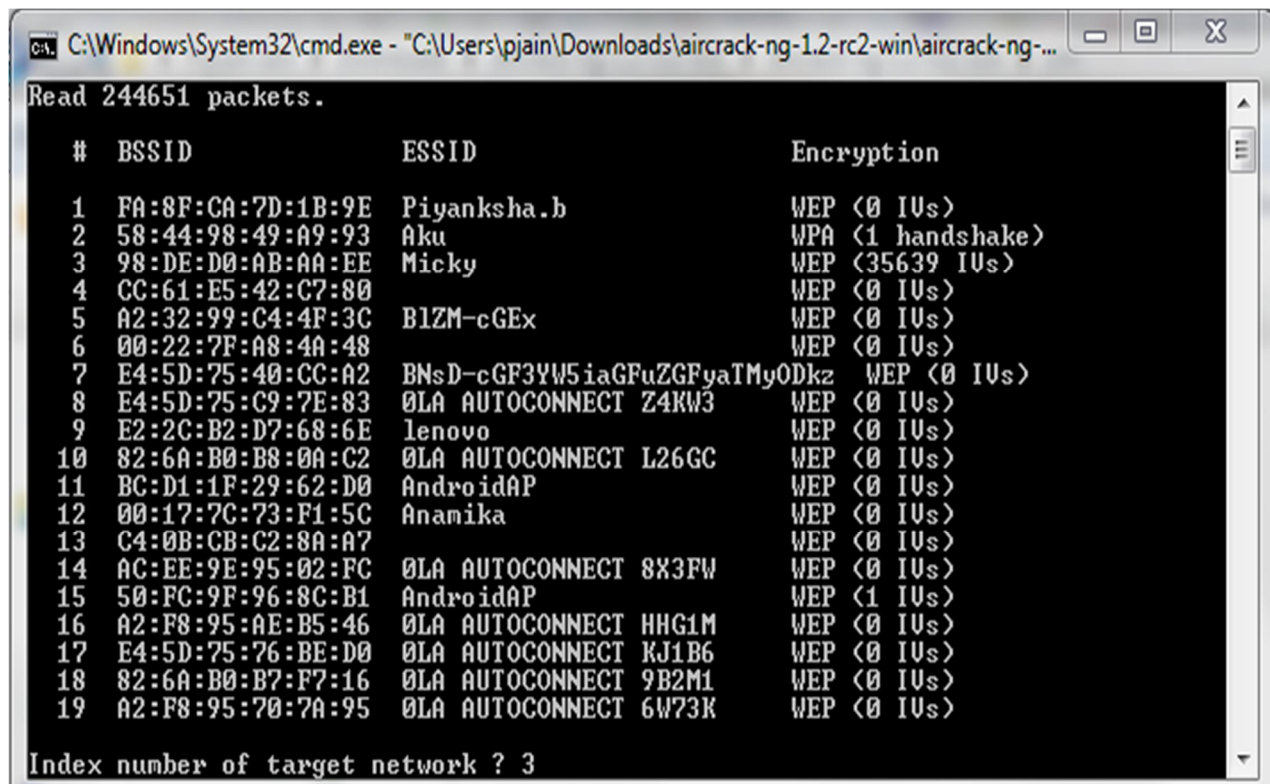 C:\Windows\System32\cmd.exe - "C:\Users\pjain\Downloads\aircrack-ng-1.2-rc2-win\aircrack-ng-...
Read 244651 packets.
# BSSID ESSID Encryption
1 FA:8F:CA:7D:1B:9E Piyanksha.b WEP (0 IVs)
2 58:44:98:49:A9:93 Aku WPA (1 handshake)
3 98:DE:D0:AB:AA:EE Micky WEP (35639 IVs)
4 CC:61:E5:42:C7:80 WEP (0 IVs)
5 A2:32:99:C4:4F:3C BlZM-cGEx WEP (0 IVs)
6 00:22:7F:A8:4A:48 WEP (0 IVs)
7 E4:5D:75:40:CC:A2 BNsD-cGF3YW5iaGFuZGFyaTMyODkz WEP (0 IVs)
8 E4:5D:75:C9:7E:83 0LA AUTOCONNECT Z4KW3 WEP (0 IVs)
9 E2:2C:B2:D7:68:6E lenovo WEP (0 IVs)
10 82:6A:B0:B8:0A:C2 0LA AUTOCONNECT L26GC WEP (0 IVs)
11 BC:D1:1F:29:62:D0 AndroidAP WEP (0 IVs)
12 00:17:7C:73:F1:5C Anamika WEP (0 IVs)
13 C4:0B:CB:C2:8A:A7 WEP (0 IVs)
14 AC:EE:9E:95:02:FC 0LA AUTOCONNECT 8X3FW WEP (0 IVs)
15 50:FC:9F:96:8C:B1 AndroidAP WEP (1 IVs)
16 A2:F8:95:AE:B5:46 0LA AUTOCONNECT HHG1M WEP (0 IVs)
17 E4:5D:75:76:BE:D0 0LA AUTOCONNECT KJ1B6 WEP (0 IVs)
18 82:6A:B0:B7:F7:16 0LA AUTOCONNECT 9B2M1 WEP (0 IVs)
19 A2:F8:95:70:7A:95 0LA AUTOCONNECT 6W73K WEP (0 IVs)
Index number of target network ? 3